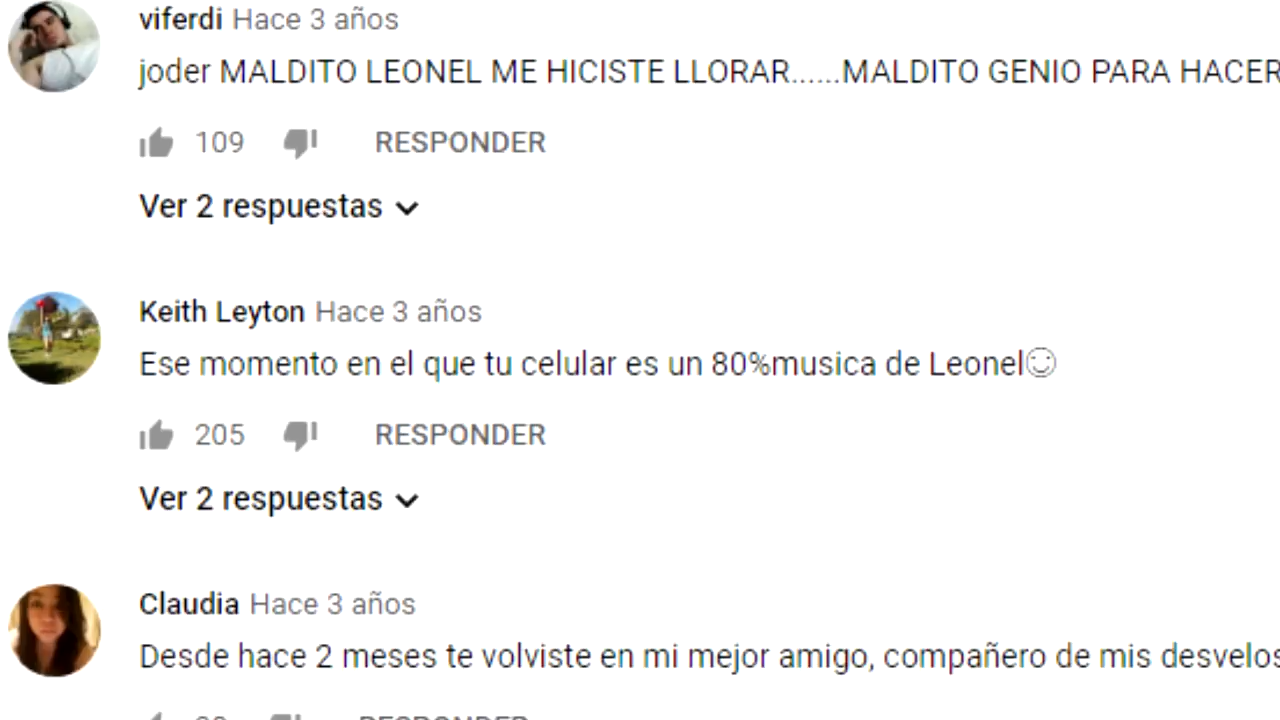 viferdi Hace 3 años
joder MALDITO LEONEL ME HICISTE LLORAR......MALDITO GENIO PARA HACER
109 RESPONDER
Ver 2 respuestas
Keith Leyton Hace 3 años
Ese momento en el que tu celular es un 80%musica de Leonel☺
205 RESPONDER
Ver 2 respuestas
Claudia Hace 3 años
Desde hace 2 meses te volviste en mi mejor amigo, compañero de mis desvelos
RESPONDER